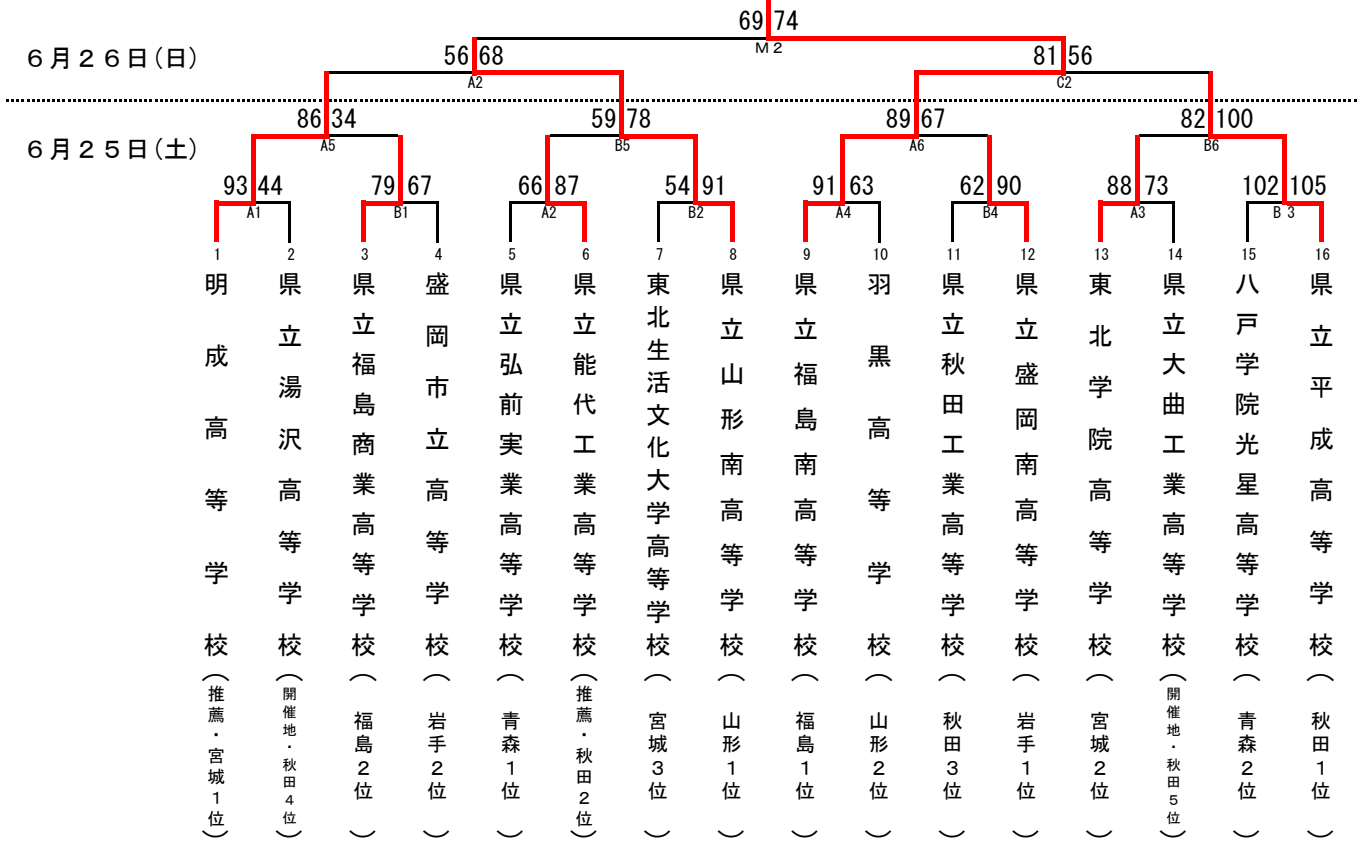 69 74
M2
6月26日(日)
56 68
81 56
A2
C2
86 34
59 78
89 67
82 100
6月25日(土)
A5
B5
A6
B6
93 44
79 67
66 87
54 91
91 63
62 90
88 73
102 105
A1
B1
A2
B2
A4
B4
A3
B 3
1
2
3
4
5
6
7
8
9
10
11
12
13
14
15
16
明成高等学校(推薦・宮城1位)
県立湯沢高等学校(開催地・秋田4位)
県立福島商業高等学校(福島2位)
盛岡市立高等学校(岩手2位)
県立弘前実業高等学校(青森1位)
県立能代工業高等学校(推薦・秋田2位)
東北生活文化大学高等学校(宮城3位)
県立山形南高等学校(山形1位)
県立福島南高等学校(福島1位)
羽黒高等学校(山形2位)
県立秋田工業高等学校(秋田3位)
県立盛岡南高等学校(岩手1位)
東北学院高等学校(宮城2位)
県立大曲工業高等学校(開催地・秋田5位)
八戸学院光星高等学校(青森2位)
県立平成高等学校(秋田1位)